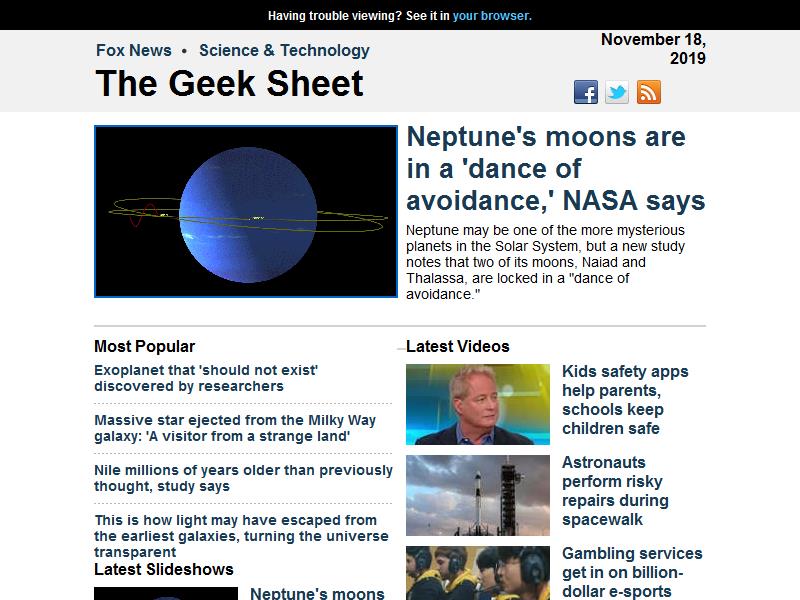 Having trouble viewing? See it in your browser.
Fox News • Science & Technology
The Geek Sheet
November 18,
2019
Neptune's moons are
in a 'dance of
avoidance,' NASA says
Neptune may be one of the more mysterious
planets in the Solar System, but a new study
notes that two of its moons, Naiad and
Thalassa, are locked in a "dance of
avoidance."
Most Popular
Exoplanet that 'should not exist'
discovered by researchers
Massive star ejected from the Milky Way
galaxy: 'A visitor from a strange land'
Nile millions of years older than previously
thought, study says
This is how light may have escaped from
the earliest galaxies, turning the universe
transparent
Latest Slideshows
Neptune's moons
Latest Videos
Kids safety apps
help parents,
schools keep
children safe
Astronauts
perform risky
repairs during
spacewalk
Gambling services
get in on billion-
dollar e-sports